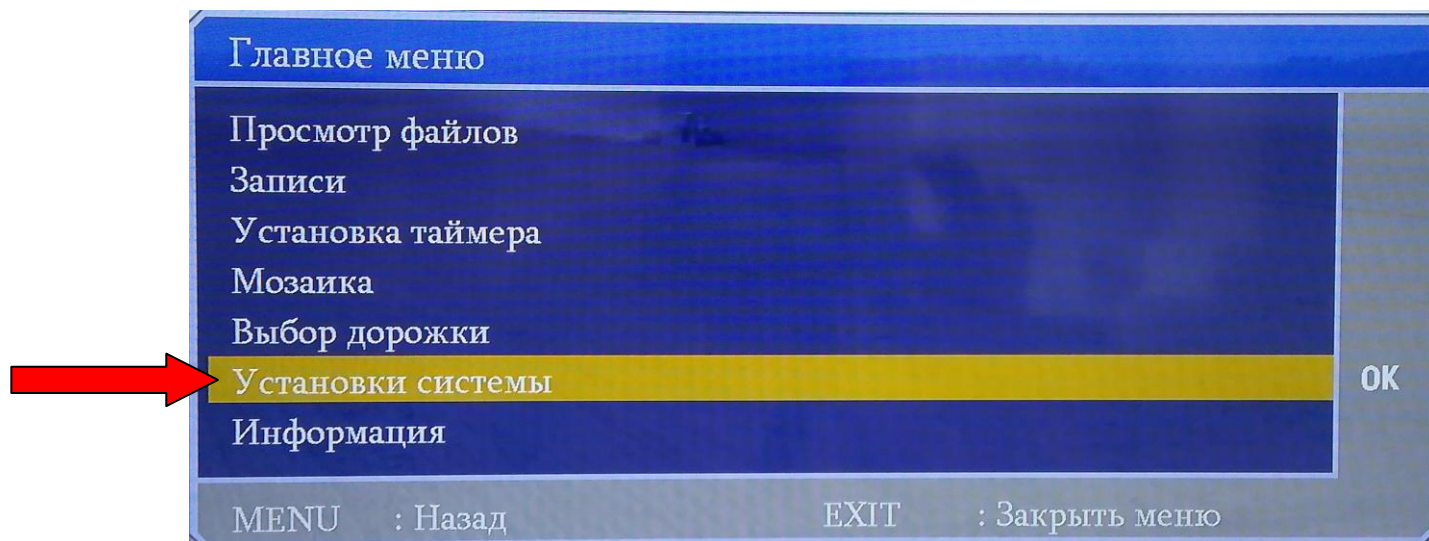 Главное меню
Просмотр файлов
Записи
Установка таймера
Мозаика
Выбор дорожки
Установки системы OK
Информация
MENU : Назад EXIT : Закрыть меню